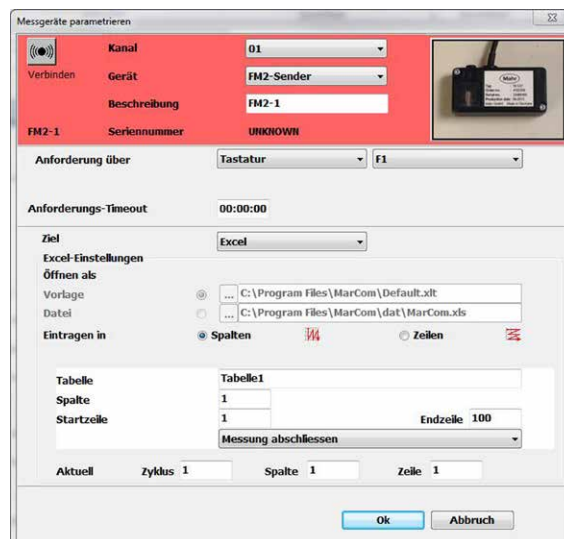 Messgeräte parametrieren
Kanal 01
Verbinden Gerät FM2-Sender
Beschreibung FM2-1
FM2-1 Seriennummer UNKNOWN
Mahr
Anforderung über Tastatur F1
Anforderungs-Timeout 00:00:00
Ziel Excel
Excel-Einstellungen
Öffnen als
Vorlage ... C:\Program Files\MarCom\Default.xlt
Datei ... C:\Program Files\MarCom\dat\MarCom.xls
Eintragen in Spalten Zeilen
Tabelle Tabelle1
Spalte 1
Startzeile 1 Endzeile 100
Messung abschliessen
Aktuell Zyklus 1 Spalte 1 Zeile 1
Ok Abbruch